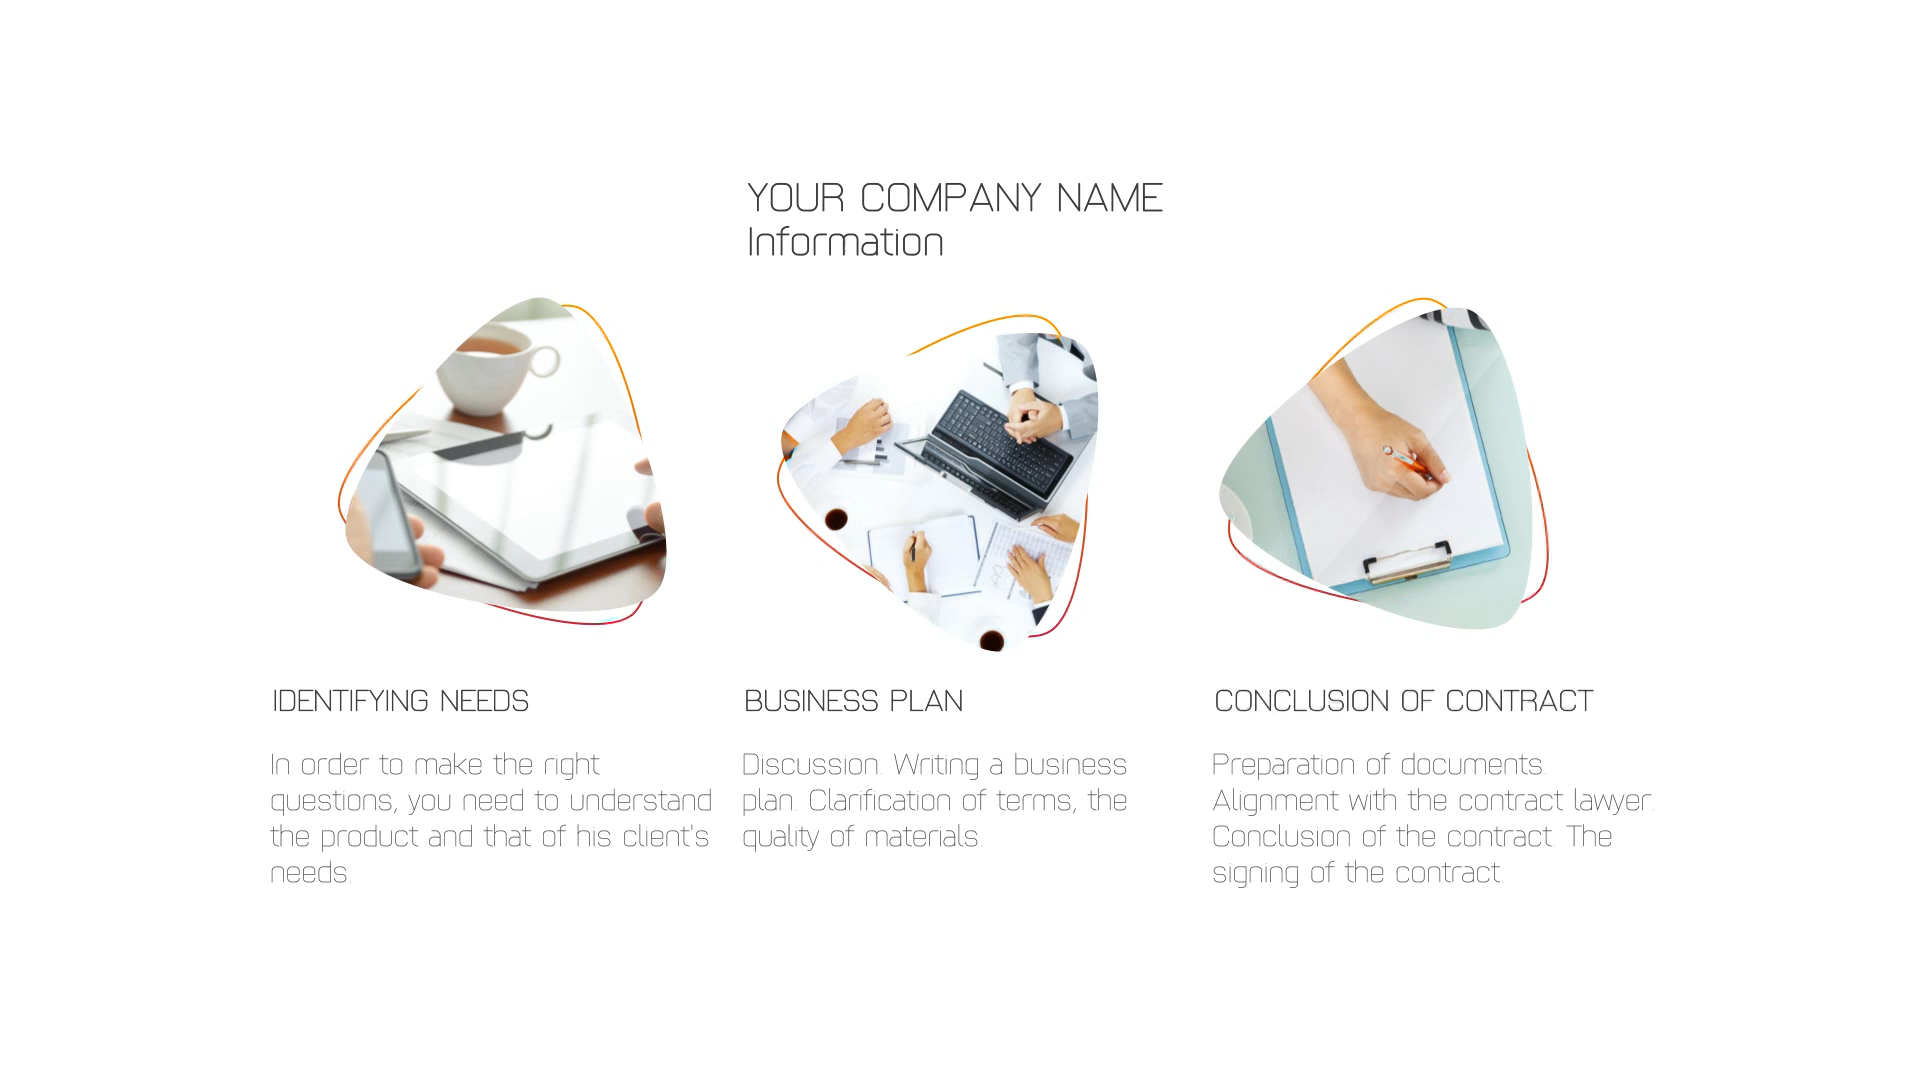 YOUR COMPANY NAME
Information
IDENTIFYING NEEDS
In order to make the right
questions, you need to understand
the product and that of his client's
needs.
BUSINESS PLAN
Discussion. Writing a business
plan. Clarification of terms, the
quality of materials.
CONCLUSION OF CONTRACT
Preparation of documents.
Alignment with the contract lawyer.
Conclusion of the contract. The
signing of the contract.